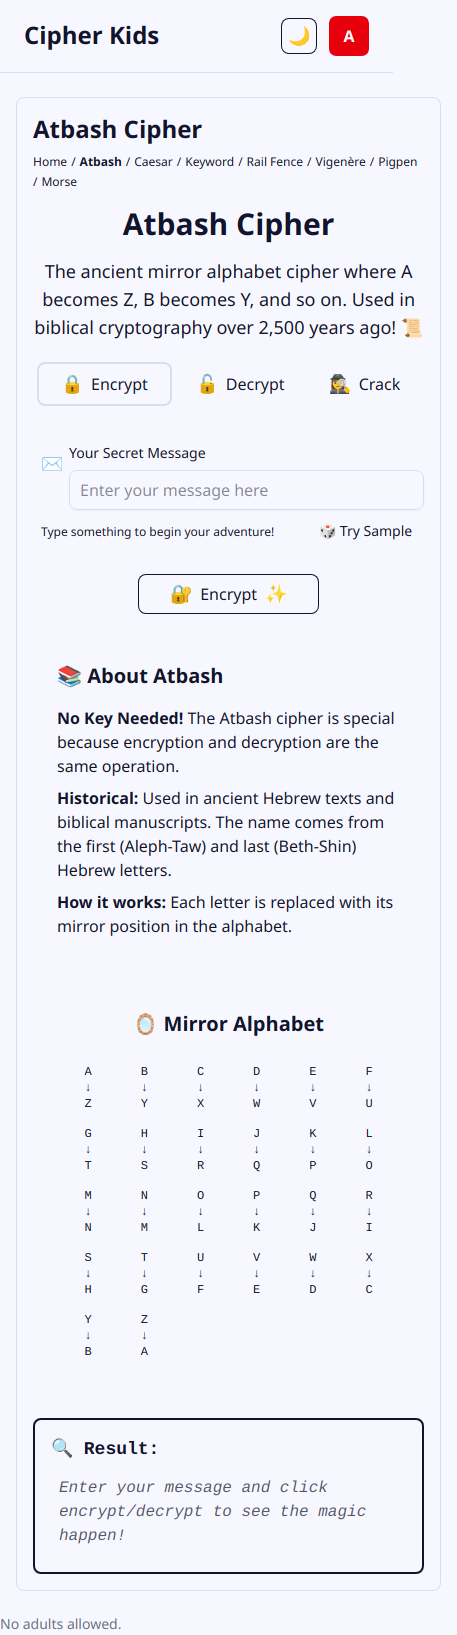 Cipher Kids
🌙
A
Atbash Cipher
Home / Atbash / Caesar / Keyword / Rail Fence / Vigenère / Pigpen
/ Morse
Atbash Cipher
The ancient mirror alphabet cipher where A
becomes Z, B becomes Y, and so on. Used in
biblical cryptography over 2,500 years ago! 📜
🔒 Encrypt 🔓 Decrypt 🕵️ Crack
Your Secret Message
✉️ Enter your message here
Type something to begin your adventure! 🎲 Try Sample
🔐 Encrypt ✨
📚 About Atbash
No Key Needed! The Atbash cipher is special
because encryption and decryption are the
same operation.
Historical: Used in ancient Hebrew texts and
biblical manuscripts. The name comes from
the first (Aleph-Taw) and last (Beth-Shin)
Hebrew letters.
How it works: Each letter is replaced with its
mirror position in the alphabet.
🪞 Mirror Alphabet
A B C D E F
↓ ↓ ↓ ↓ ↓ ↓
Z Y X W V U
G H I J K L
↓ ↓ ↓ ↓ ↓ ↓
T S R Q P O
M N O P Q R
↓ ↓ ↓ ↓ ↓ ↓
N M L K J I
S T U V W X
↓ ↓ ↓ ↓ ↓ ↓
H G F E D C
Y Z
↓ ↓
B A
🔍 Result:
Enter your message and click
encrypt/decrypt to see the magic
happen!
No adults allowed.